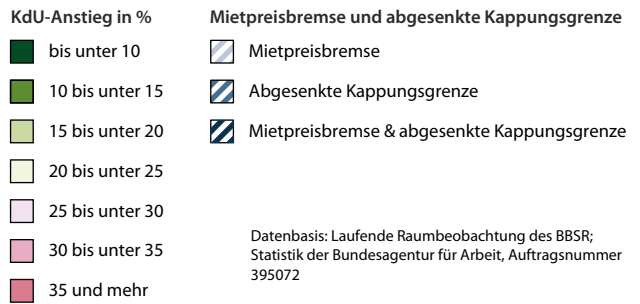 KdU-Anstieg in %
bis unter 10
10 bis unter 15
15 bis unter 20
20 bis unter 25
25 bis unter 30
30 bis unter 35
35 und mehr
Mietpreisbremse und abgesenkte Kappungsgrenze
Mietpreisbremse
Abgesenkte Kappungsgrenze
Mietpreisbremse & abgesenkte Kappungsgrenze
Datenbasis: Laufende Raumbeobachtung des BBSR;
Statistik der Bundesagentur für Arbeit, Auftragsnummer
395072